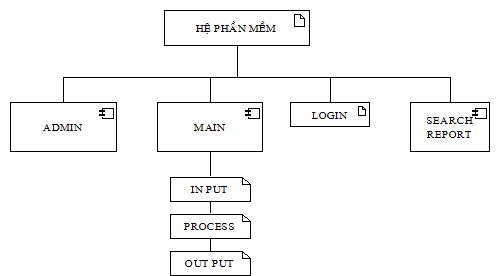 HỆ PHẦN MỀM
ADMIN
MAIN
LOGIN
SEARCH
REPORT
IN PUT
PROCESS
OUT PUT